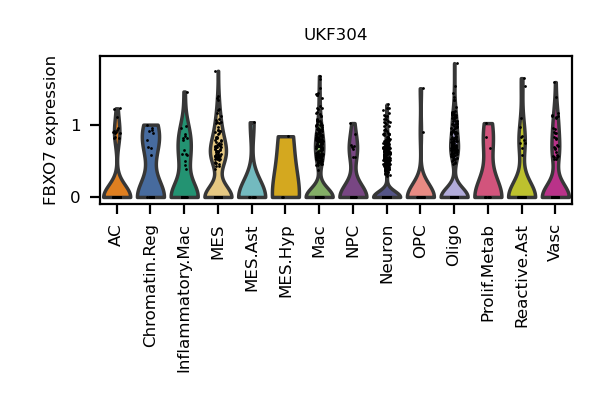 UKF304
FBXO7 expression
1
0
AC
Chromatin.Reg
Inflammatory.Mac
MES
MES.Ast
MES.Hyp
Mac
NPC
Neuron
OPC
Oligo
Prolif.Metab
Reactive.Ast
Vasc